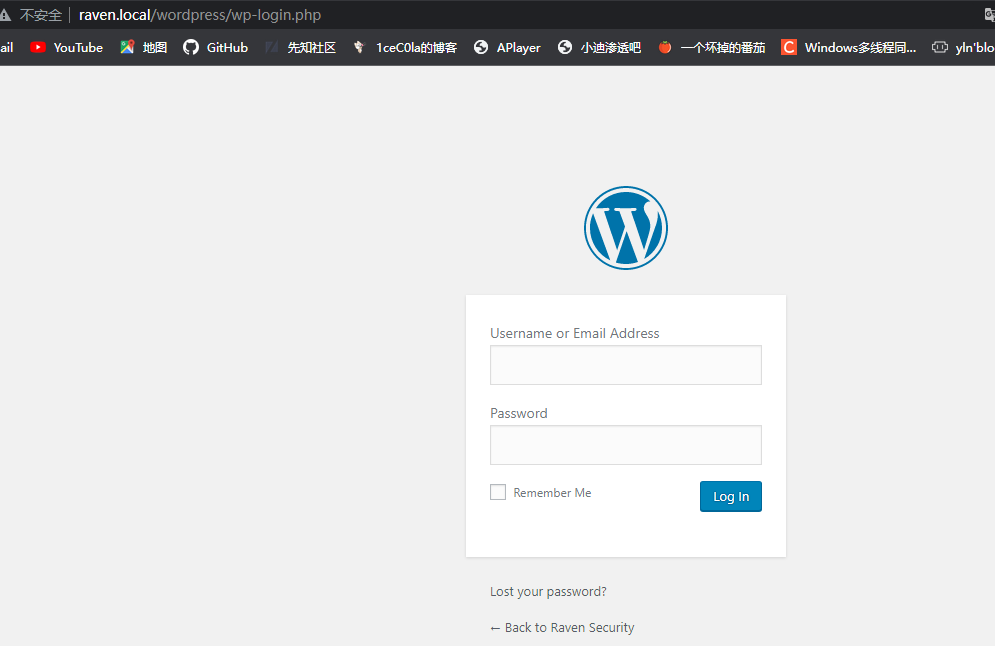 不安全 | raven.local/wordpress/wp-login.php
ail YouTube 地图 GitHub 先知社区 1ceC0la的博客 APlayer 小迪渗透吧 一个坏掉的番茄 Windows多线程同... yln'blo
Username or Email Address
Password
Remember Me
Log In
Lost your password?
← Back to Raven Security